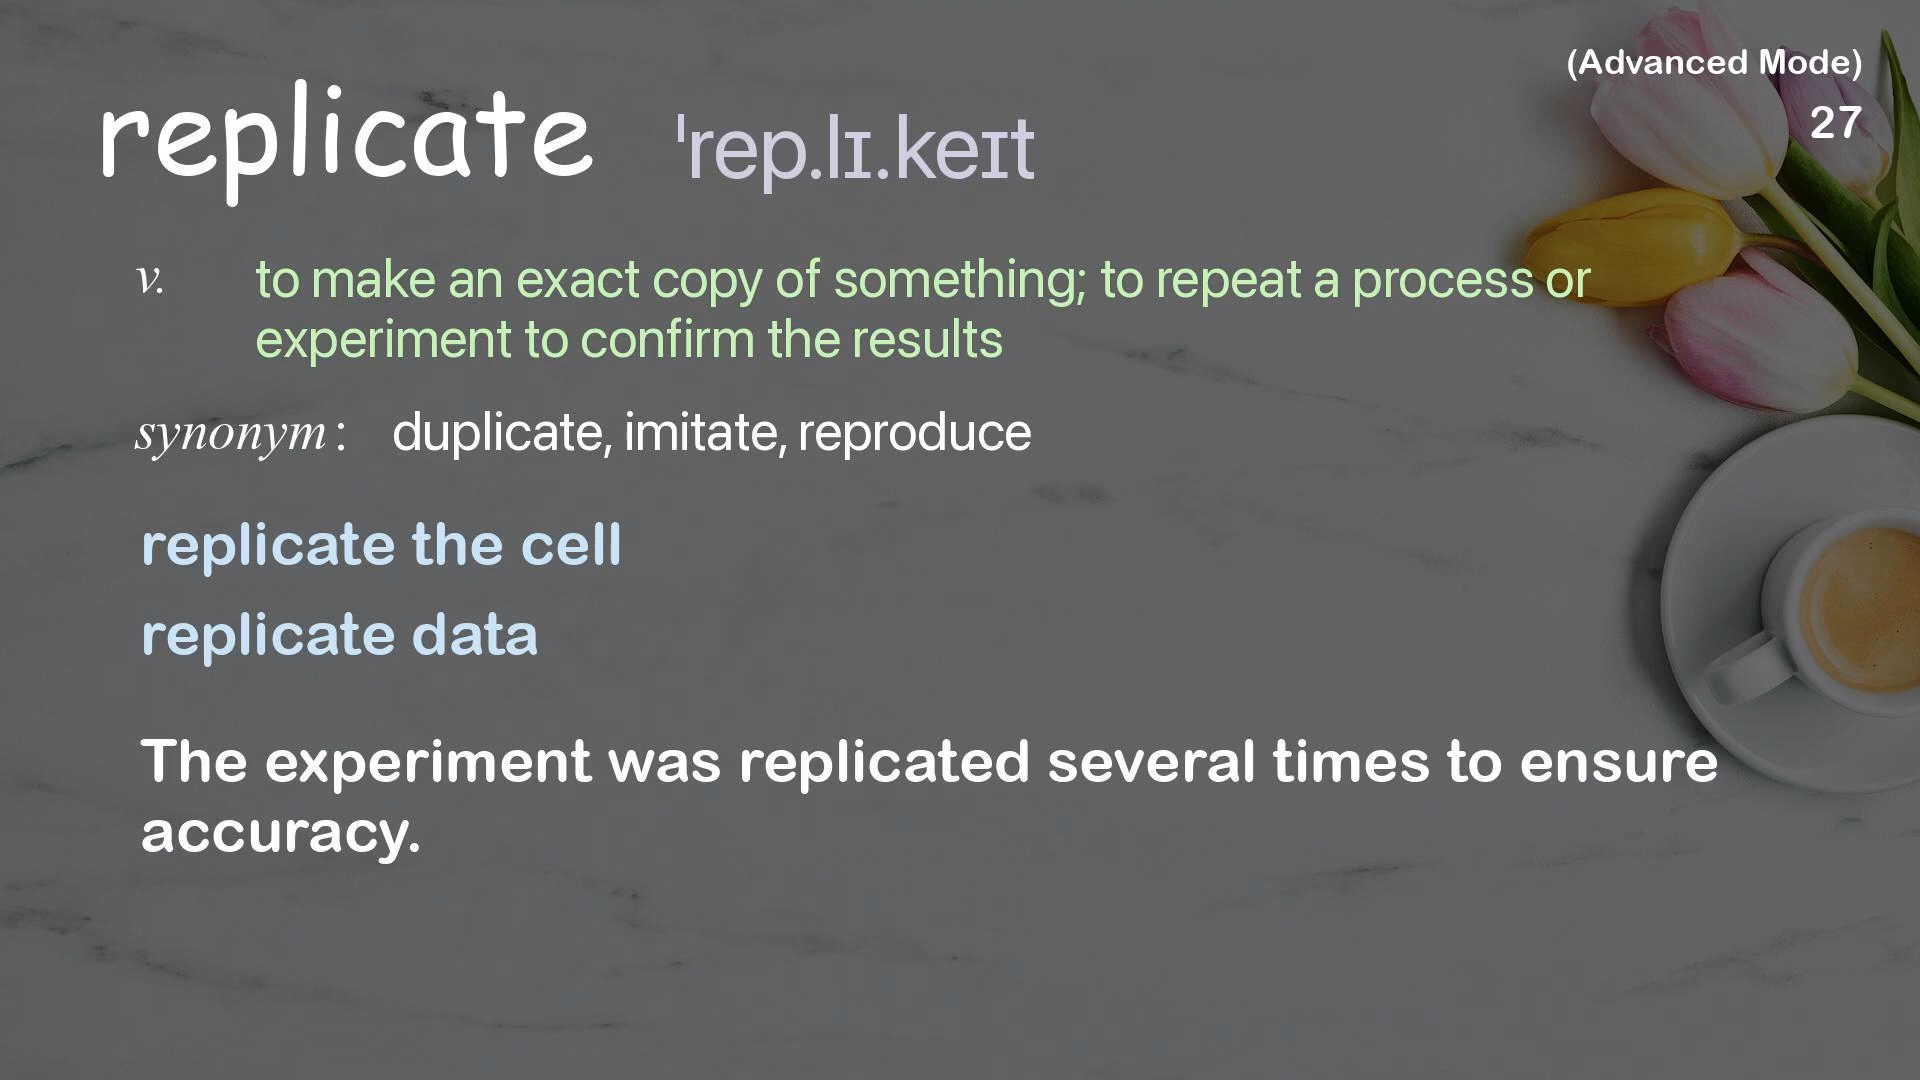 (Advanced Mode)
replicate ˈrep.lɪ.keɪt
27
v. to make an exact copy of something; to repeat a process or
experiment to confirm the results
synonym : duplicate, imitate, reproduce
replicate the cell
replicate data
The experiment was replicated several times to ensure
accuracy.